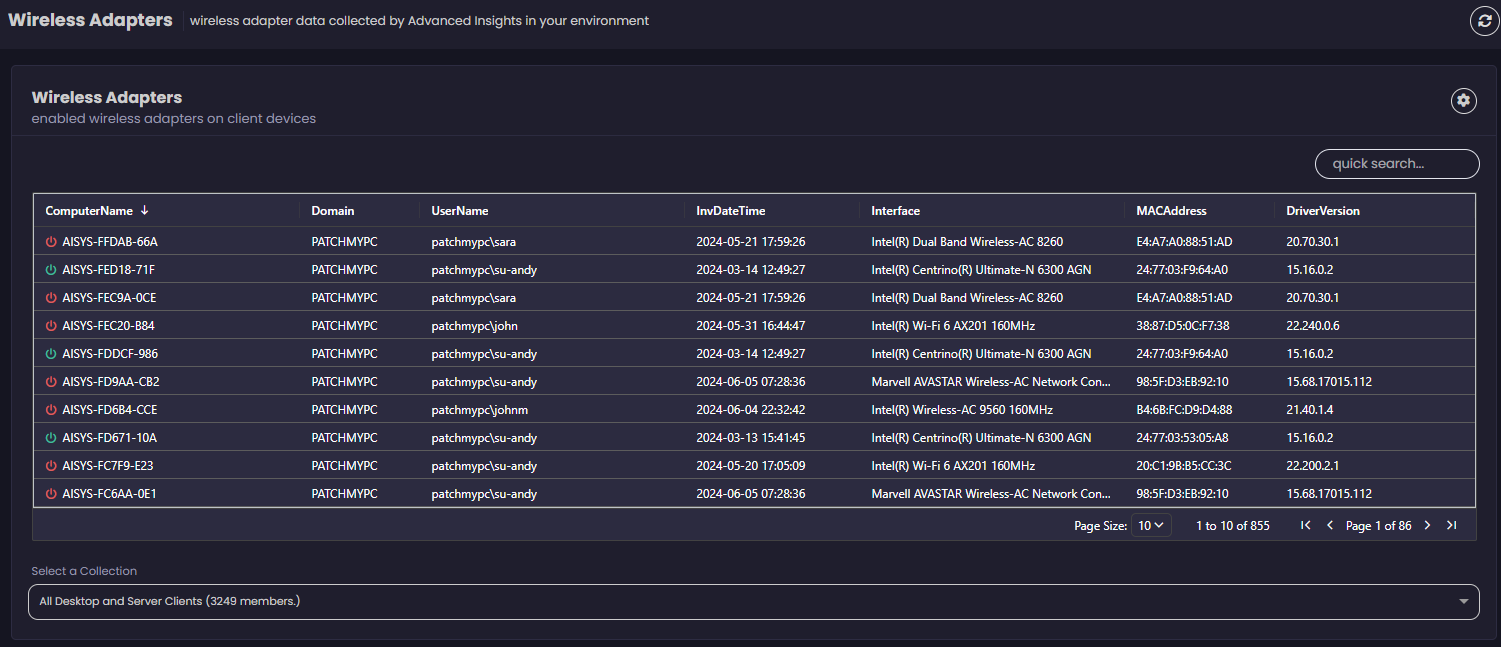 Wireless Adapters wireless adapter data collected by Advanced Insights in your environment
Wireless Adapters
enabled wireless adapters on client devices
quick search...
ComputerName Domain UserName InvDateTime Interface MACAddress DriverVersion
AISYS-FFDAB-66A PATCHMYPC patchmypc\sara 2024-05-21 17:59:26 Intel(R) Dual Band Wireless-AC 8260 E4:A7:A0:88:51:AD 20.70.30.1
AISYS-FED18-71F PATCHMYPC patchmypc\su-andy 2024-03-14 12:49:27 Intel(R) Centrino(R) Ultimate-N 6300 AGN 24:77:03:F9:64:A0 15.16.0.2
AISYS-FEC9A-0CE PATCHMYPC patchmypc\sara 2024-05-21 17:59:26 Intel(R) Dual Band Wireless-AC 8260 E4:A7:A0:88:51:AD 20.70.30.1
AISYS-FEC20-B84 PATCHMYPC patchmypc\john 2024-05-31 16:44:47 Intel(R) Wi-Fi 6 AX201 160MHz 38:87:D5:0C:F7:38 22.240.0.6
AISYS-FDDCF-986 PATCHMYPC patchmypc\su-andy 2024-03-14 12:49:27 Intel(R) Centrino(R) Ultimate-N 6300 AGN 24:77:03:F9:64:A0 15.16.0.2
AISYS-FD9AA-CB2 PATCHMYPC patchmypc\su-andy 2024-06-05 07:28:36 Marvell AVASTAR Wireless-AC Network Con... 98:5F:D3:EB:92:10 15.68.17015.112
AISYS-FD6B4-CCE PATCHMYPC patchmypc\johnm 2024-06-04 22:32:42 Intel(R) Wireless-AC 9560 160MHz B4:6B:FC:D9:D4:88 21.40.1.4
AISYS-FD671-10A PATCHMYPC patchmypc\su-andy 2024-03-13 15:41:45 Intel(R) Centrino(R) Ultimate-N 6300 AGN 24:77:03:53:05:A8 15.16.0.2
AISYS-FC7F9-E23 PATCHMYPC patchmypc\su-andy 2024-05-20 17:05:09 Intel(R) Wi-Fi 6 AX201 160MHz 20:C1:9B:B5:CC:3C 22.200.2.1
AISYS-FC6AA-0E1 PATCHMYPC patchmypc\su-andy 2024-06-05 07:28:36 Marvell AVASTAR Wireless-AC Network Con... 98:5F:D3:EB:92:10 15.68.17015.112
Page Size: 10 1 to 10 of 855 Page 1 of 86
Select a Collection
All Desktop and Server Clients (3249 members.)